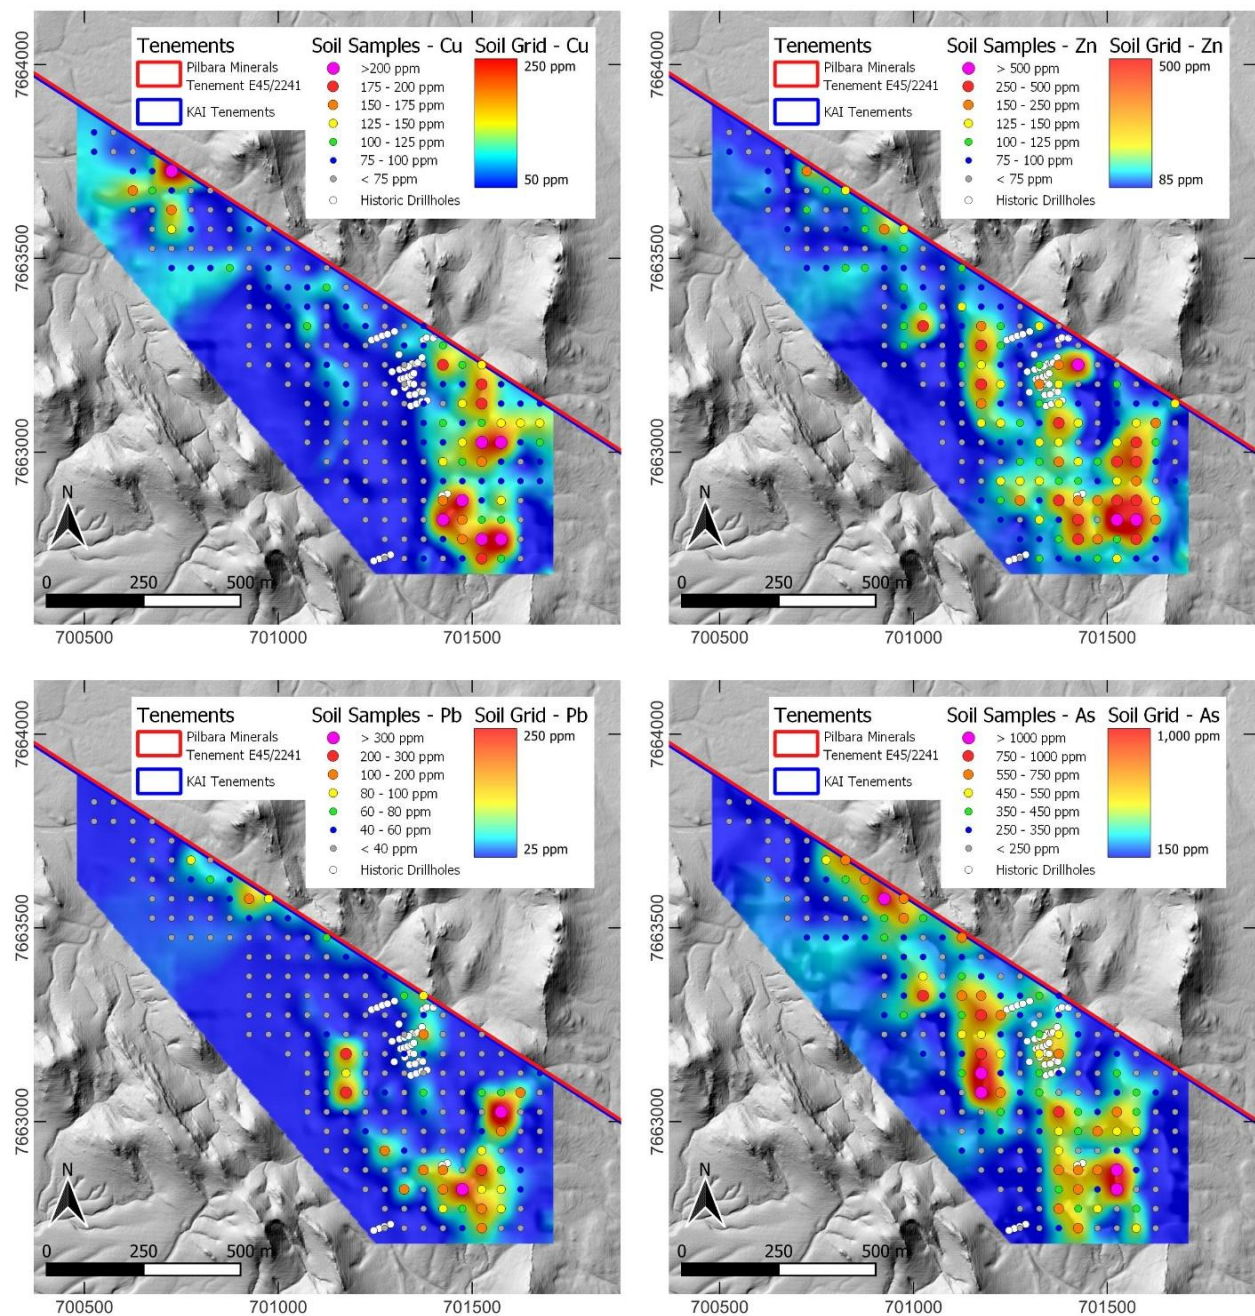 Tenements
Pilbara Minerals
Tenement E45/2241
KAI Tenements
Soil Samples - Cu
>200 ppm
175 - 200 ppm
150 - 175 ppm
125 - 150 ppm
100 - 125 ppm
75 - 100 ppm
< 75 ppm
Historic Drillholes
Soil Grid - Cu
250 ppm
50 ppm
7664000
7663500
7663000
N
0 250 500 m
700500 701000 701500
Tenements
Pilbara Minerals
Tenement E45/2241
KAI Tenements
Soil Samples - Zn
> 500 ppm
250 - 500 ppm
150 - 250 ppm
125 - 150 ppm
100 - 125 ppm
75 - 100 ppm
< 75 ppm
Historic Drillholes
Soil Grid - Zn
500 ppm
85 ppm
7664000
7663500
7663000
N
0 250 500 m
700500 701000 701500
Tenements
Pilbara Minerals
Tenement E45/2241
KAI Tenements
Soil Samples - Pb
> 300 ppm
200 - 300 ppm
100 - 200 ppm
80 - 100 ppm
60 - 80 ppm
40 - 60 ppm
< 40 ppm
Historic Drillholes
Soil Grid - Pb
250 ppm
25 ppm
7664000
7663500
7663000
N
0 250 500 m
700500 701000 701500
Tenements
Pilbara Minerals
Tenement E45/2241
KAI Tenements
Soil Samples - As
> 1000 ppm
750 - 1000 ppm
550 - 750 ppm
450 - 550 ppm
350 - 450 ppm
250 - 350 ppm
< 250 ppm
Historic Drillholes
Soil Grid - As
1,000 ppm
150 ppm
7664000
7663500
7663000
N
0 250 500 m
700500 701000 701500